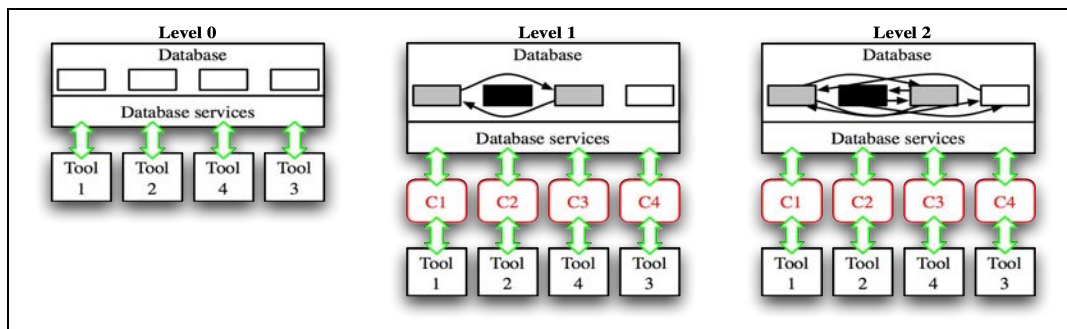 Level 0
Database
Database services
Tool
1
Tool
2
Tool
4
Tool
3
Level 1
Database
Database services
C1
C2
C3
C4
Tool
1
Tool
2
Tool
4
Tool
3
Level 2
Database
Database services
C1
C2
C3
C4
Tool
1
Tool
2
Tool
4
Tool
3